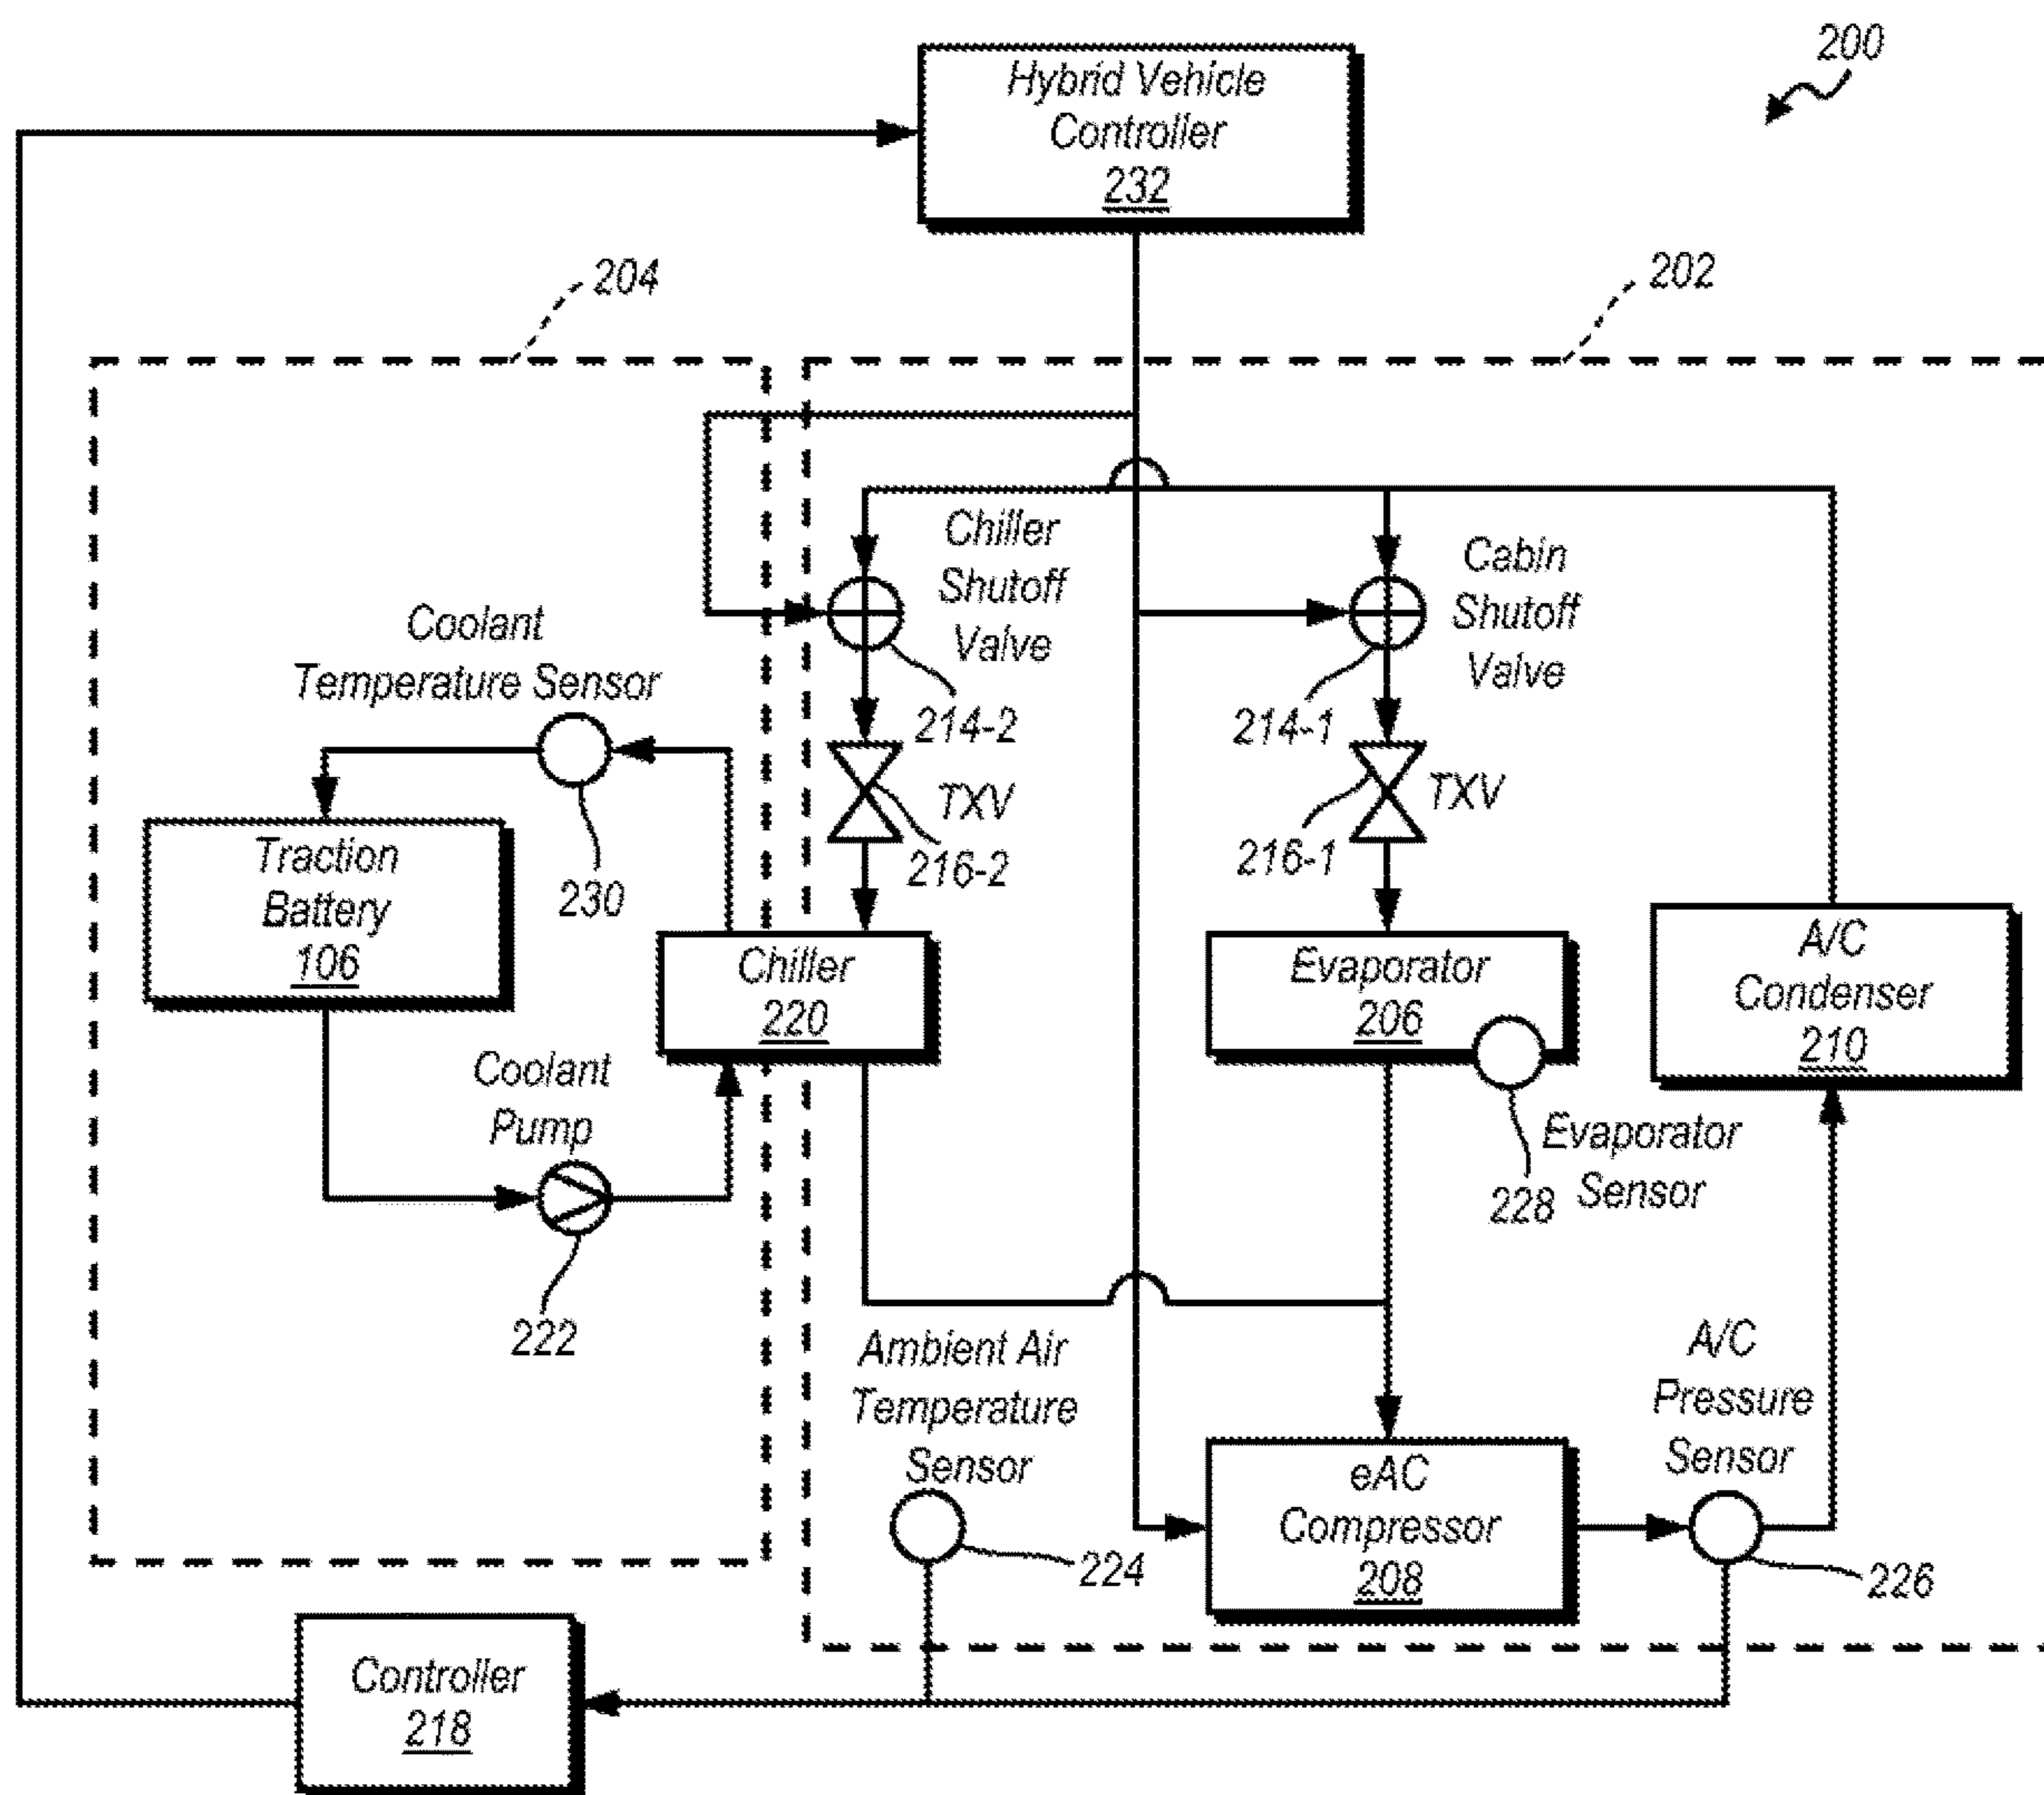 200
Hybrid Vehicle
Controller
232
204
202
Chiller
Shutoff
Valve
Cabin
Shutoff
Valve
Coolant
Temperature Sensor
214-2
214-1
TXV
TXV
216-2
216-1
230
Traction
Battery
106
Chiller
220
Evaporator
206
A/C
Condenser
210
Coolant
Pump
222
Evaporator
Sensor
228
Ambient Air
Temperature
Sensor
224
eAC
Compressor
208
A/C
Pressure
Sensor
226
Controller
218